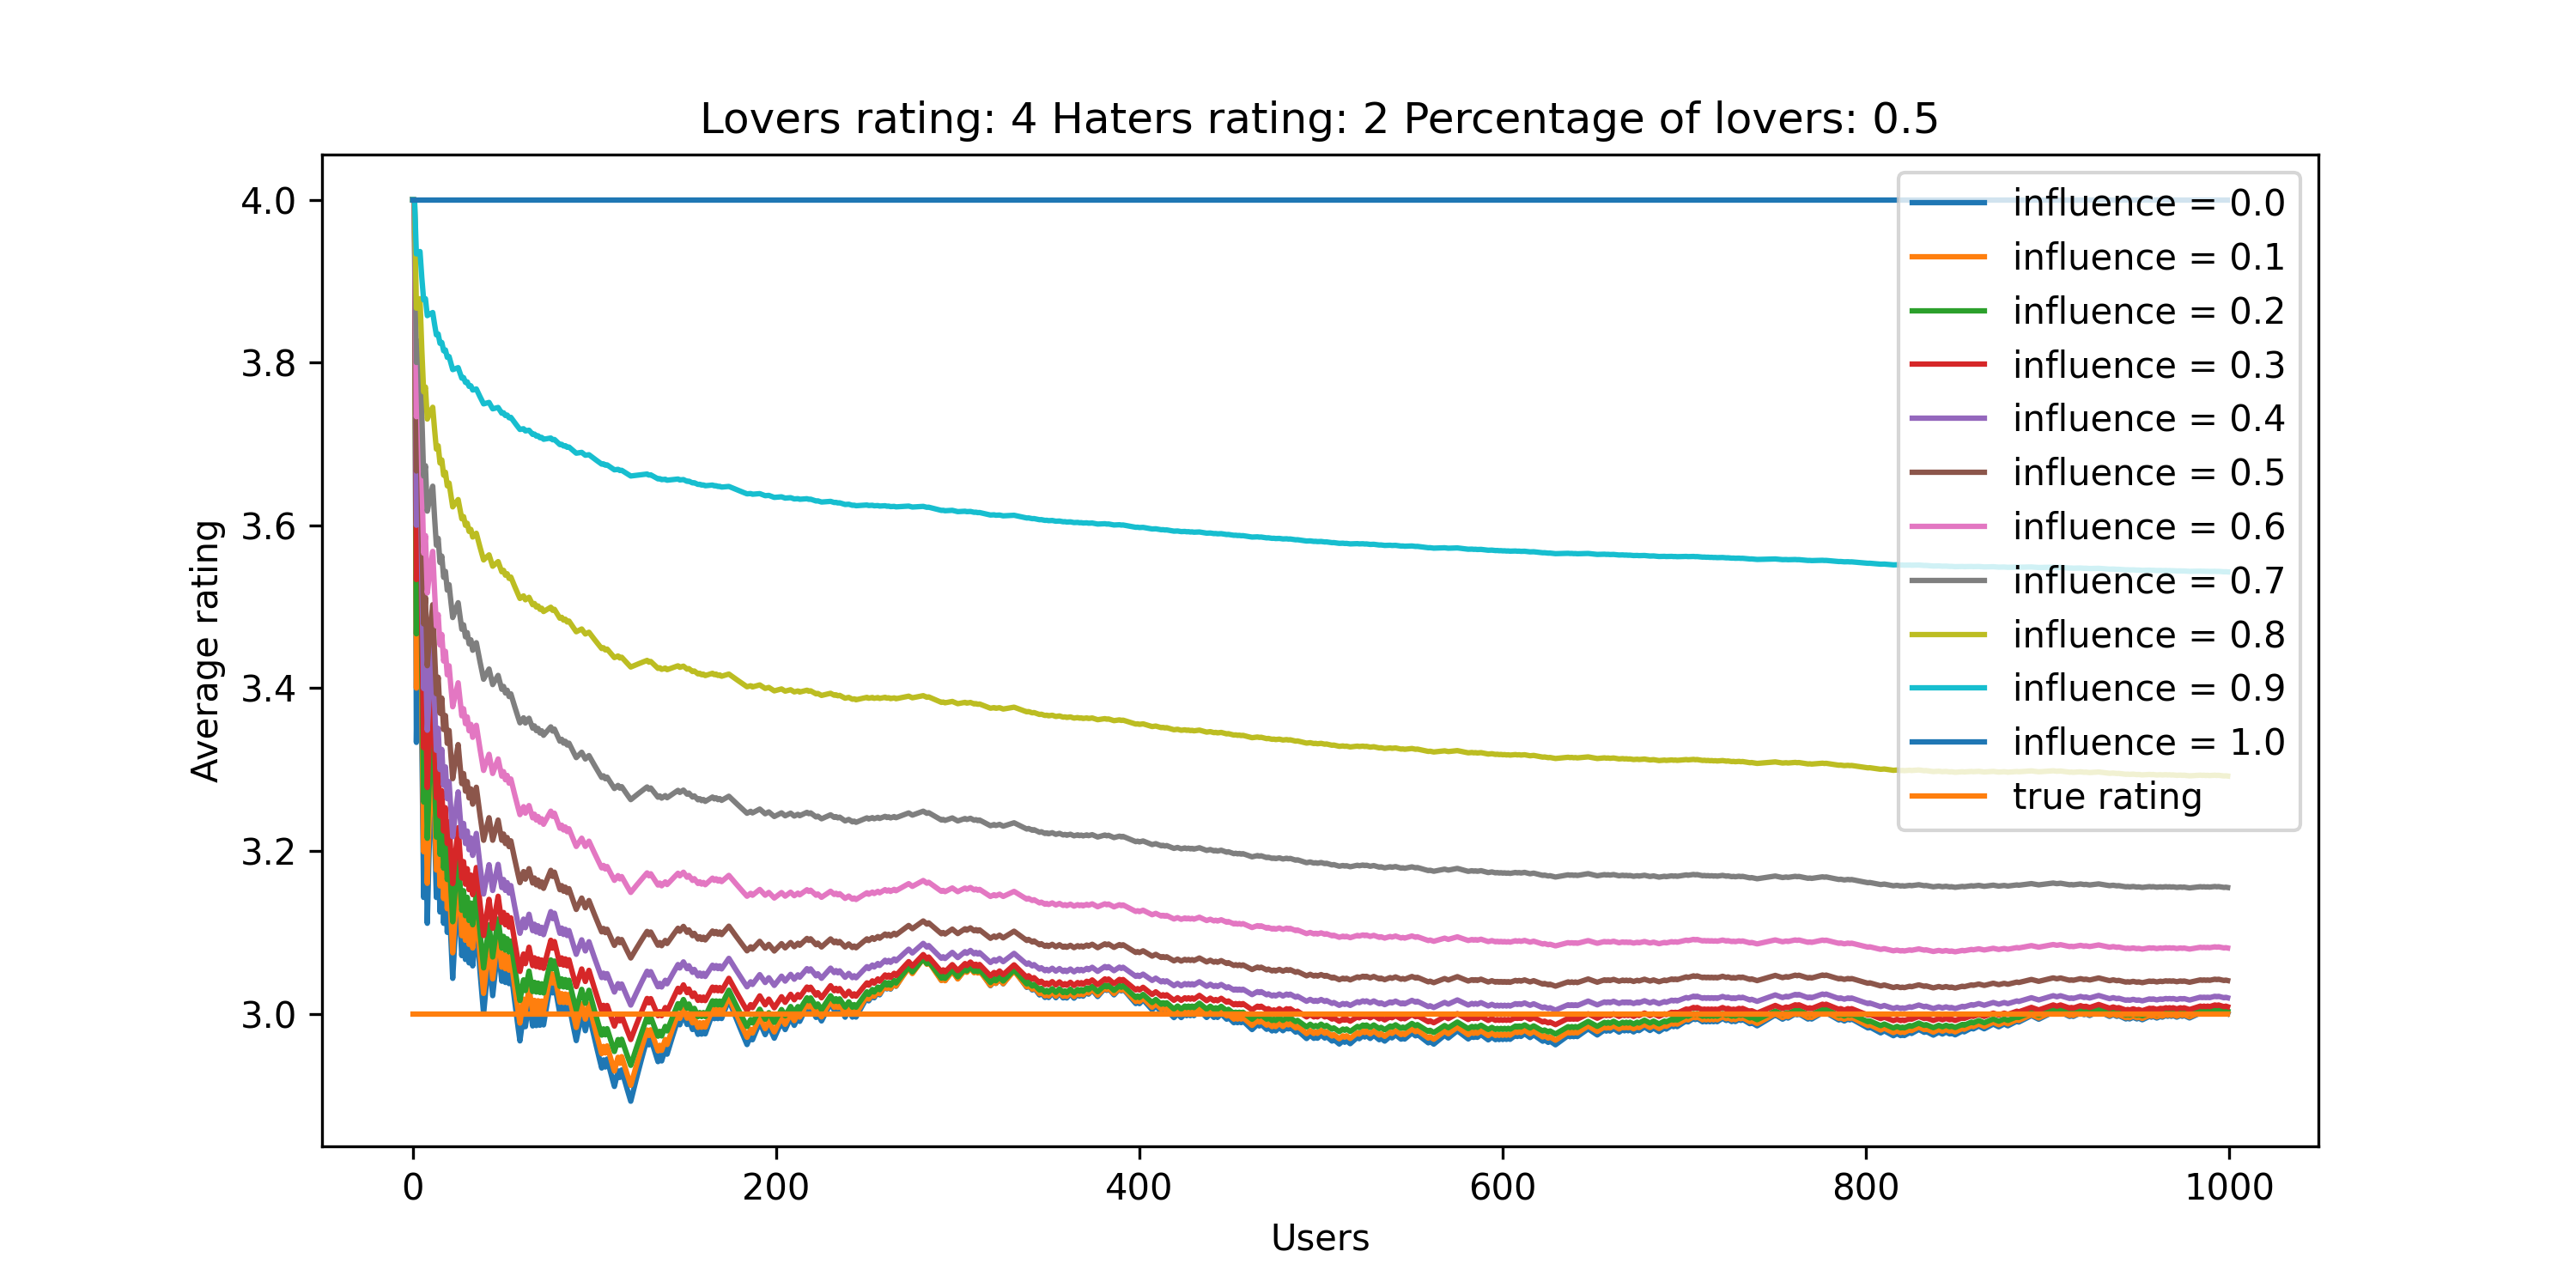 Lovers rating: 4 Haters rating: 2 Percentage of lovers: 0.5
4.0
3.8
3.6
3.4
3.2
3.0
Average rating
influence = 0.0
influence = 0.1
influence = 0.2
influence = 0.3
influence = 0.4
influence = 0.5
influence = 0.6
influence = 0.7
influence = 0.8
influence = 0.9
influence = 1.0
true rating
0 200 400 600 800 1000
Users